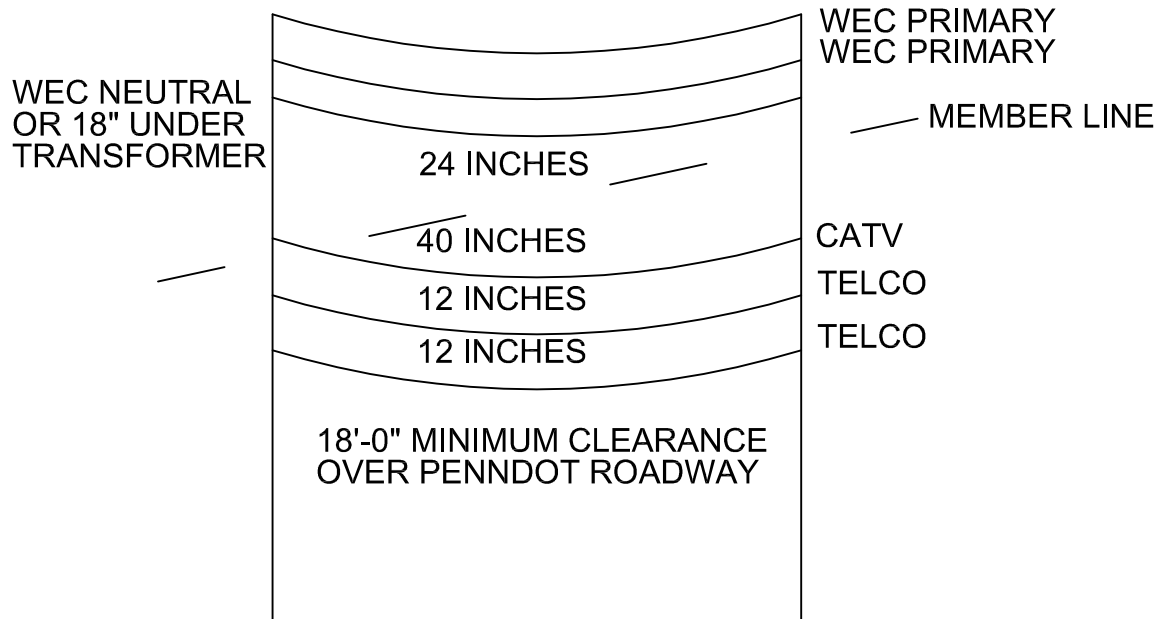 WEC PRIMARY
WEC PRIMARY
WEC NEUTRAL
OR 18" UNDER
TRANSFORMER
MEMBER LINE
24 INCHES
40 INCHES
CATV
12 INCHES
TELCO
12 INCHES
TELCO
18'-0" MINIMUM CLEARANCE
OVER PENNDOT ROADWAY